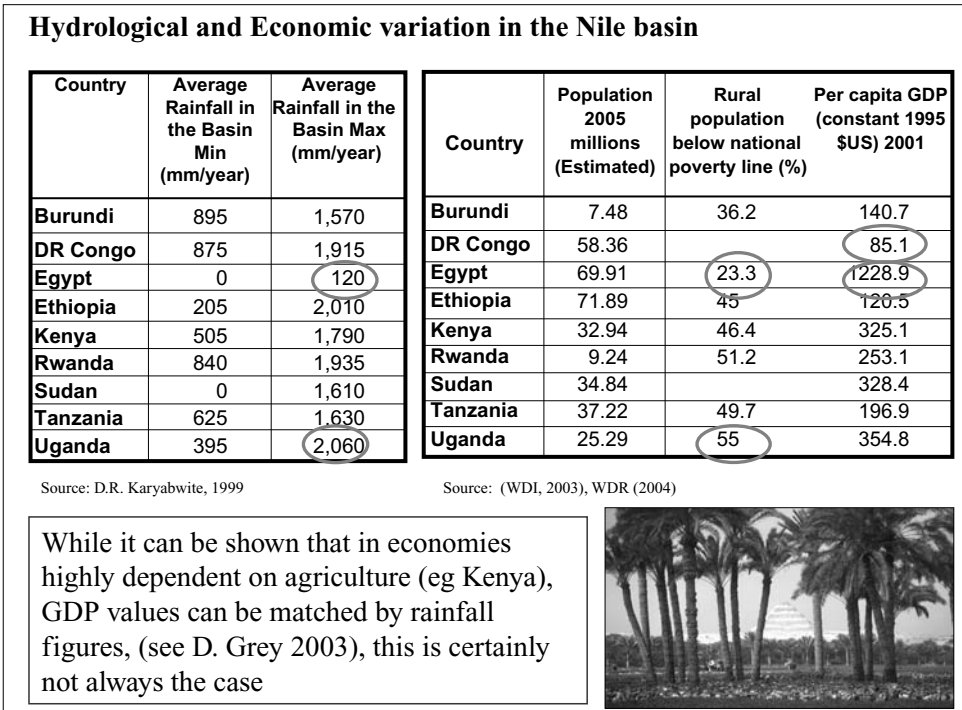 Hydrological and Economic variation in the Nile basin
Country Average Rainfall in the Basin Min (mm/year) Average Rainfall in the Basin Max (mm/year)
Burundi 895 1,570
DR Congo 875 1,915
Egypt 0 120
Ethiopia 205 2,010
Kenya 505 1,790
Rwanda 840 1,935
Sudan 0 1,610
Tanzania 625 1,630
Uganda 395 2,060
Source: D.R. Karyabwite, 1999
Country Population 2005 millions (Estimated) Rural population below national poverty line (%) Per capita GDP (constant 1995 $US) 2001
Burundi 7.48 36.2 140.7
DR Congo 58.36 85.1
Egypt 69.91 23.3 1228.9
Ethiopia 71.89 45 120.5
Kenya 32.94 46.4 325.1
Rwanda 9.24 51.2 253.1
Sudan 34.84 328.4
Tanzania 37.22 49.7 196.9
Uganda 25.29 55 354.8
Source: (WDI, 2003), WDR (2004)
While it can be shown that in economies
highly dependent on agriculture (eg Kenya),
GDP values can be matched by rainfall
figures, (see D. Grey 2003), this is certainly
not always the case